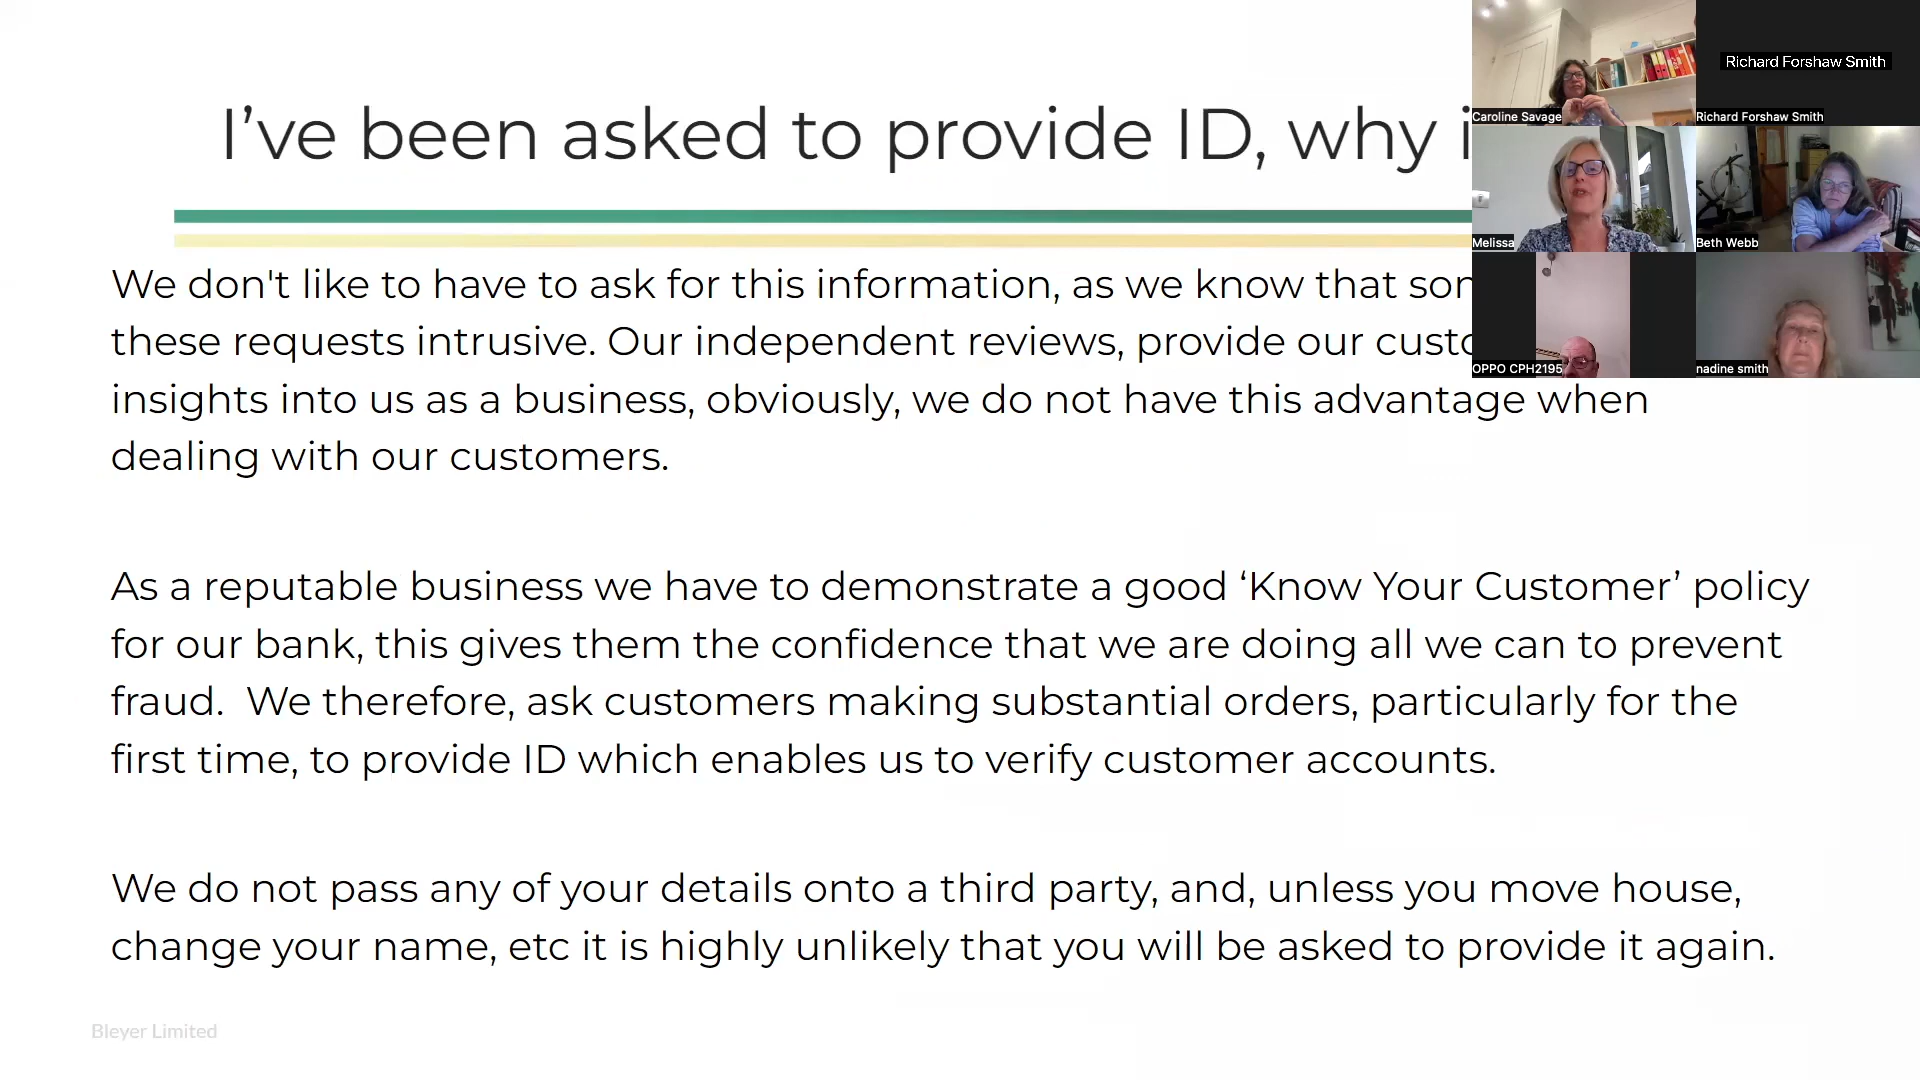 I’ve been asked to provide ID, why
We don't like to have to ask for this information, as we know that
these requests intrusive. Our independent reviews, provide our
insights into us as a business, obviously, we do not have this advantage when
dealing with our customers.
As a reputable business we have to demonstrate a good ‘Know Your Customer’ policy
for our bank, this gives them the confidence that we are doing all we can to prevent
fraud.  We therefore, ask customers making substantial orders, particularly for the
first time, to provide ID which enables us to verify customer accounts.
We do not pass any of your details onto a third party, and, unless you move house,
change your name, etc it is highly unlikely that you will be asked to provide it again.
Bleyer Limited
Richard Forshaw Smith
Caroline Savage
Richard Forshaw Smith
Melissa
Beth Webb
OPPO CPH2195
nadine smith